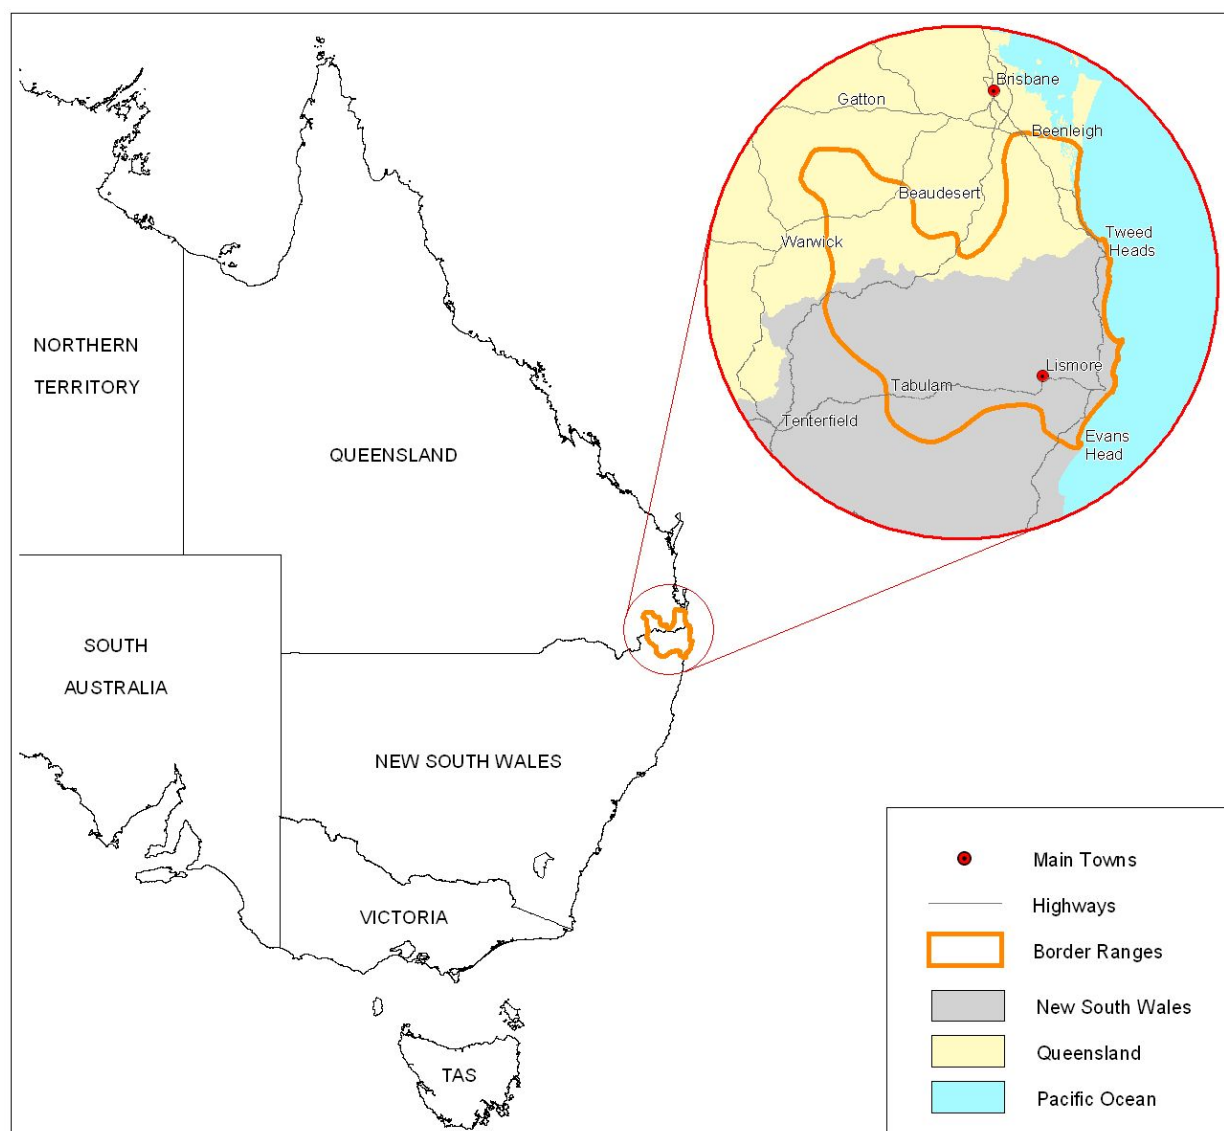 Brisbane
Gatton
Beenleigh
Beaudesert
Warwick
Tweed
Heads
Lismore
Tabulam
Tenterfield
Evans
Head
NORTHERN
TERRITORY
QUEENSLAND
SOUTH
AUSTRALIA
NEW SOUTH WALES
VICTORIA
TAS
Main Towns
Highways
Border Ranges
New South Wales
Queensland
Pacific Ocean